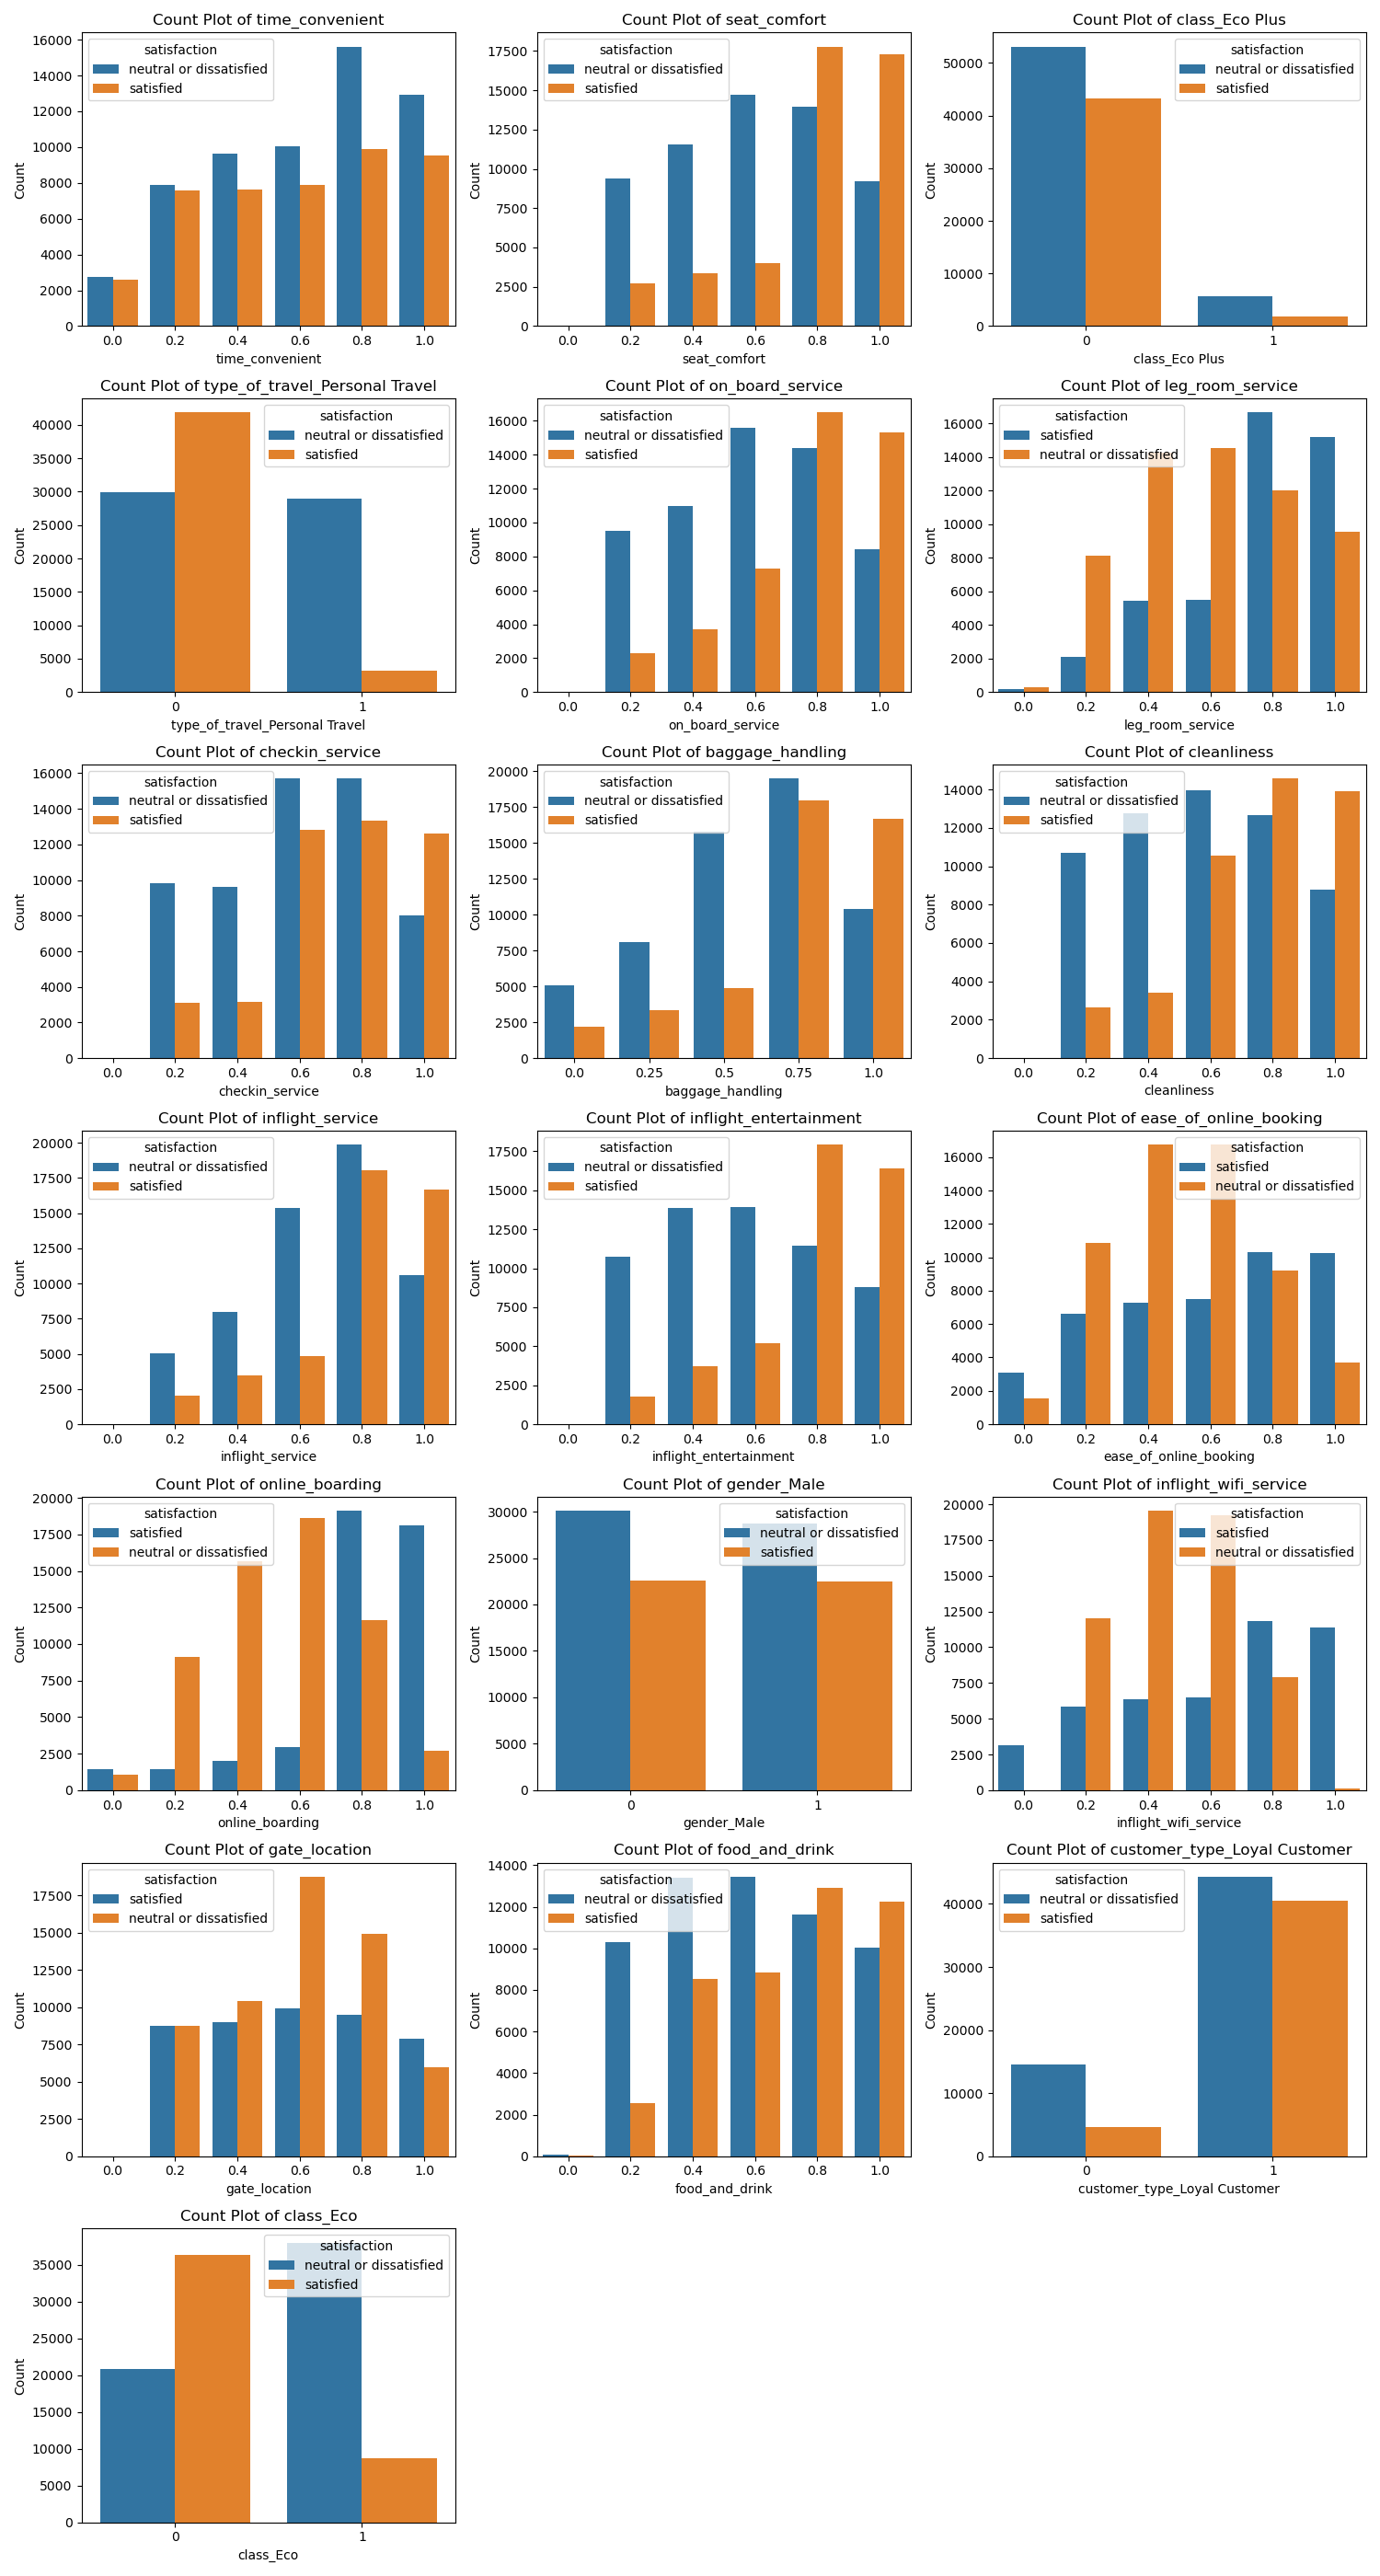 Count Plot of time_convenient
Count
16000
14000
12000
10000
8000
6000
4000
2000
0
satisfaction
neutral or dissatisfied
satisfied
0.0 0.2 0.4 0.6 0.8 1.0
time_convenient
Count Plot of seat_comfort
Count
17500
15000
12500
10000
7500
5000
2500
0
satisfaction
neutral or dissatisfied
satisfied
0.0 0.2 0.4 0.6 0.8 1.0
seat_comfort
Count Plot of class_Eco Plus
Count
50000
40000
30000
20000
10000
0
satisfaction
neutral or dissatisfied
satisfied
0 1
class_Eco Plus
Count Plot of type_of_travel_Personal Travel
Count
40000
35000
30000
25000
20000
15000
10000
5000
0
satisfaction
neutral or dissatisfied
satisfied
0 1
type_of_travel_Personal Travel
Count Plot of on_board_service
Count
16000
14000
12000
10000
8000
6000
4000
2000
0
satisfaction
neutral or dissatisfied
satisfied
0.0 0.2 0.4 0.6 0.8 1.0
on_board_service
Count Plot of leg_room_service
Count
16000
14000
12000
10000
8000
6000
4000
2000
0
satisfaction
satisfied
neutral or dissatisfied
0.0 0.2 0.4 0.6 0.8 1.0
leg_room_service
Count Plot of checkin_service
Count
16000
14000
12000
10000
8000
6000
4000
2000
0
satisfaction
neutral or dissatisfied
satisfied
0.0 0.2 0.4 0.6 0.8 1.0
checkin_service
Count Plot of baggage_handling
Count
20000
17500
15000
12500
10000
7500
5000
2500
0
satisfaction
neutral or dissatisfied
satisfied
0.0 0.25 0.5 0.75 1.0
baggage_handling
Count Plot of cleanliness
Count
14000
12000
10000
8000
6000
4000
2000
0
satisfaction
neutral or dissatisfied
satisfied
0.0 0.2 0.4 0.6 0.8 1.0
cleanliness
Count Plot of inflight_service
Count
20000
17500
15000
12500
10000
7500
5000
2500
0
satisfaction
neutral or dissatisfied
satisfied
0.0 0.2 0.4 0.6 0.8 1.0
inflight_service
Count Plot of inflight_entertainment
Count
17500
15000
12500
10000
7500
5000
2500
0
satisfaction
neutral or dissatisfied
satisfied
0.0 0.2 0.4 0.6 0.8 1.0
inflight_entertainment
Count Plot of ease_of_online_booking
Count
16000
14000
12000
10000
8000
6000
4000
2000
0
satisfaction
satisfied
neutral or dissatisfied
0.0 0.2 0.4 0.6 0.8 1.0
ease_of_online_booking
Count Plot of online_boarding
Count
20000
17500
15000
12500
10000
7500
5000
2500
0
satisfaction
satisfied
neutral or dissatisfied
0.0 0.2 0.4 0.6 0.8 1.0
online_boarding
Count Plot of gender_Male
Count
30000
25000
20000
15000
10000
5000
0
satisfaction
neutral or dissatisfied
satisfied
0 1
gender_Male
Count Plot of inflight_wifi_service
Count
20000
17500
15000
12500
10000
7500
5000
2500
0
satisfaction
satisfied
neutral or dissatisfied
0.0 0.2 0.4 0.6 0.8 1.0
inflight_wifi_service
Count Plot of gate_location
Count
17500
15000
12500
10000
7500
5000
2500
0
satisfaction
satisfied
neutral or dissatisfied
0.0 0.2 0.4 0.6 0.8 1.0
gate_location
Count Plot of food_and_drink
Count
14000
12000
10000
8000
6000
4000
2000
0
satisfaction
neutral or dissatisfied
satisfied
0.0 0.2 0.4 0.6 0.8 1.0
food_and_drink
Count Plot of customer_type_Loyal Customer
Count
40000
30000
20000
10000
0
satisfaction
neutral or dissatisfied
satisfied
0 1
customer_type_Loyal Customer
Count Plot of class_Eco
Count
35000
30000
25000
20000
15000
10000
5000
0
satisfaction
neutral or dissatisfied
satisfied
0 1
class_Eco